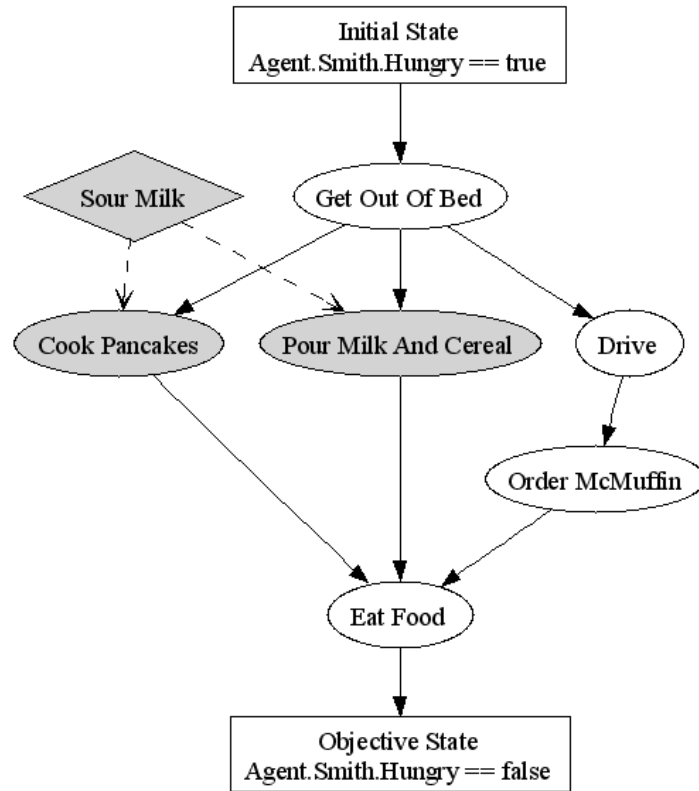 Initial State
Agent.Smith.Hungry == true
Sour Milk
Get Out Of Bed
Cook Pancakes
Pour Milk And Cereal
Drive
Order McMuffin
Eat Food
Objective State
Agent.Smith.Hungry == false